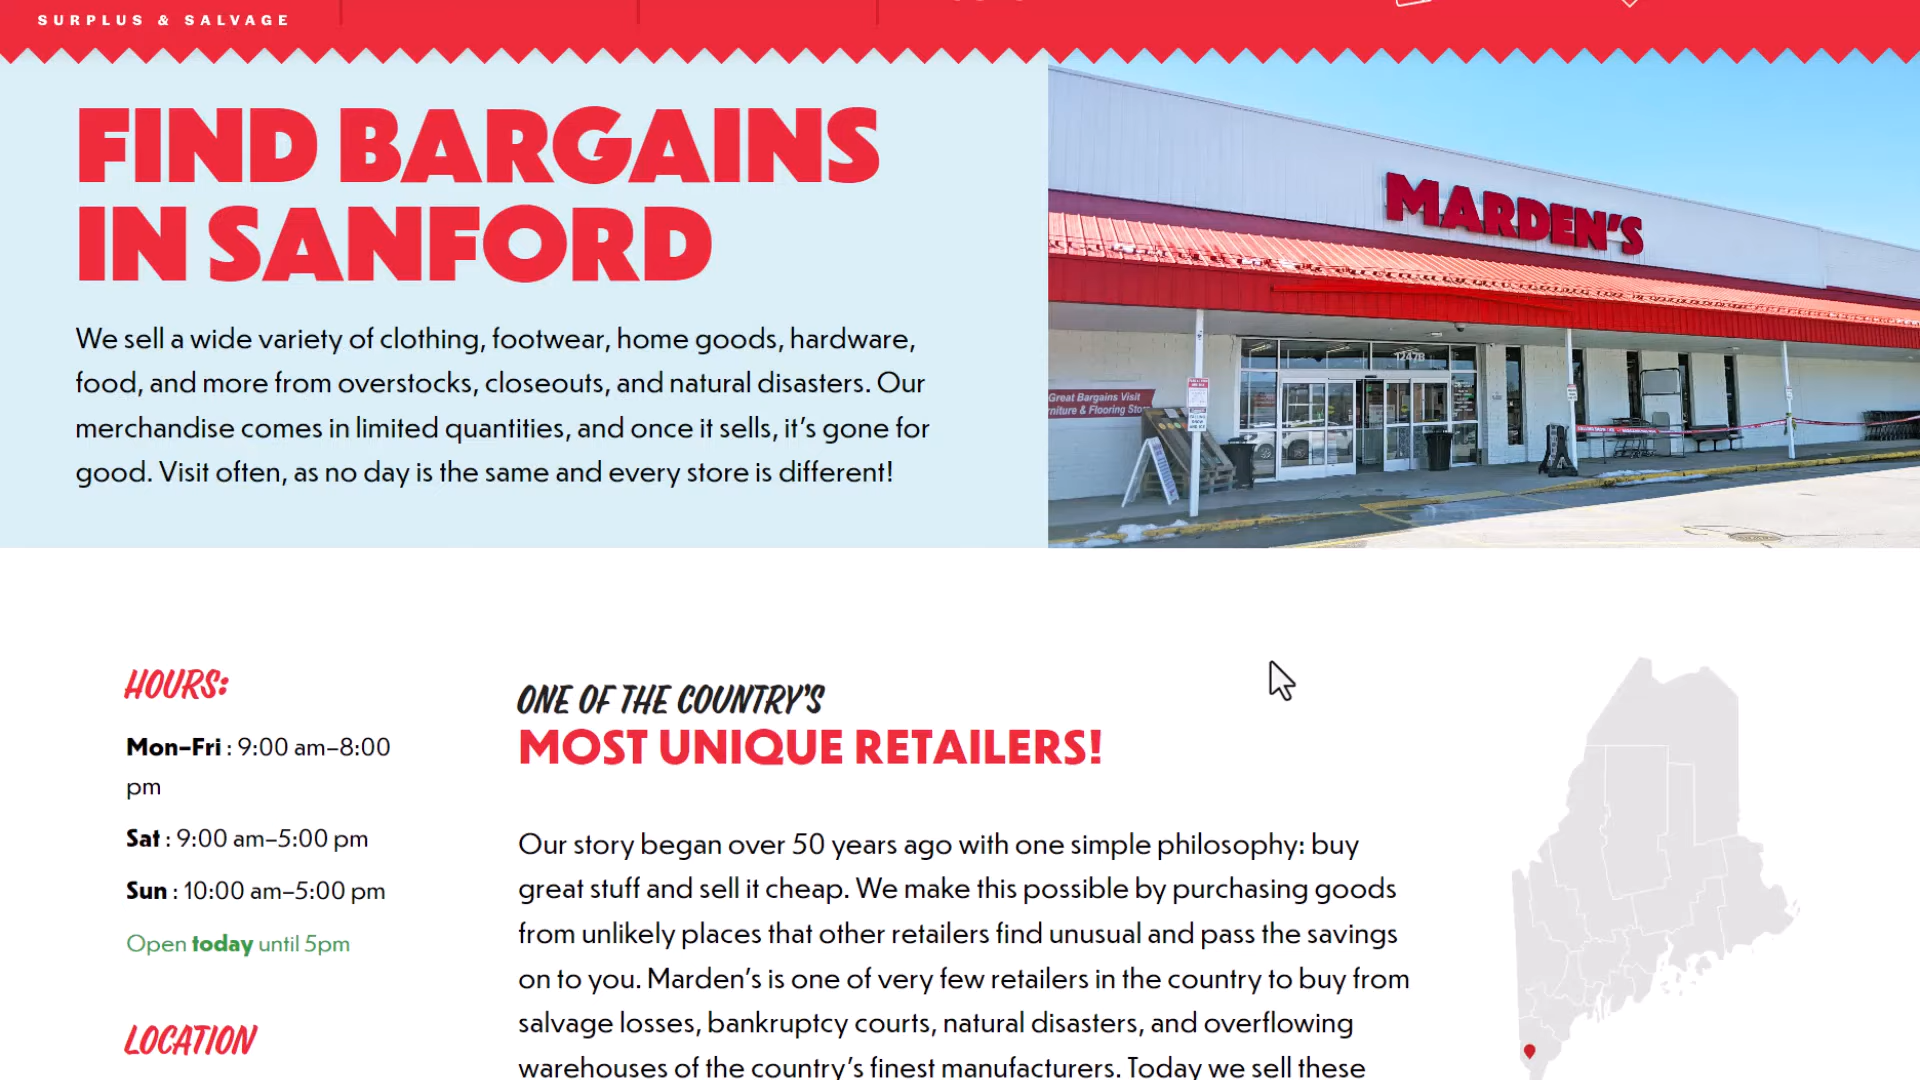 SURPLUS & SALVAGE
FIND BARGAINS
IN SANFORD
We sell a wide variety of clothing, footwear, home goods, hardware,
food, and more from overstocks, closeouts, and natural disasters. Our
merchandise comes in limited quantities, and once it sells, it's gone for
good. Visit often, as no day is the same and every store is different!
MARDEN'S
1247B
Great Bargains Visit
rniture & Flooring Sto
HOURS:
Mon–Fri : 9:00 am–8:00
pm
Sat : 9:00 am–5:00 pm
Sun : 10:00 am–5:00 pm
Open today until 5pm
LOCATION
ONE OF THE COUNTRY'S
MOST UNIQUE RETAILERS!
Our story began over 50 years ago with one simple philosophy: buy
great stuff and sell it cheap. We make this possible by purchasing goods
from unlikely places that other retailers find unusual and pass the savings
on to you. Marden's is one of very few retailers in the country to buy from
salvage losses, bankruptcy courts, natural disasters, and overflowing
warehouses of the country's finest manufacturers. Today we sell these